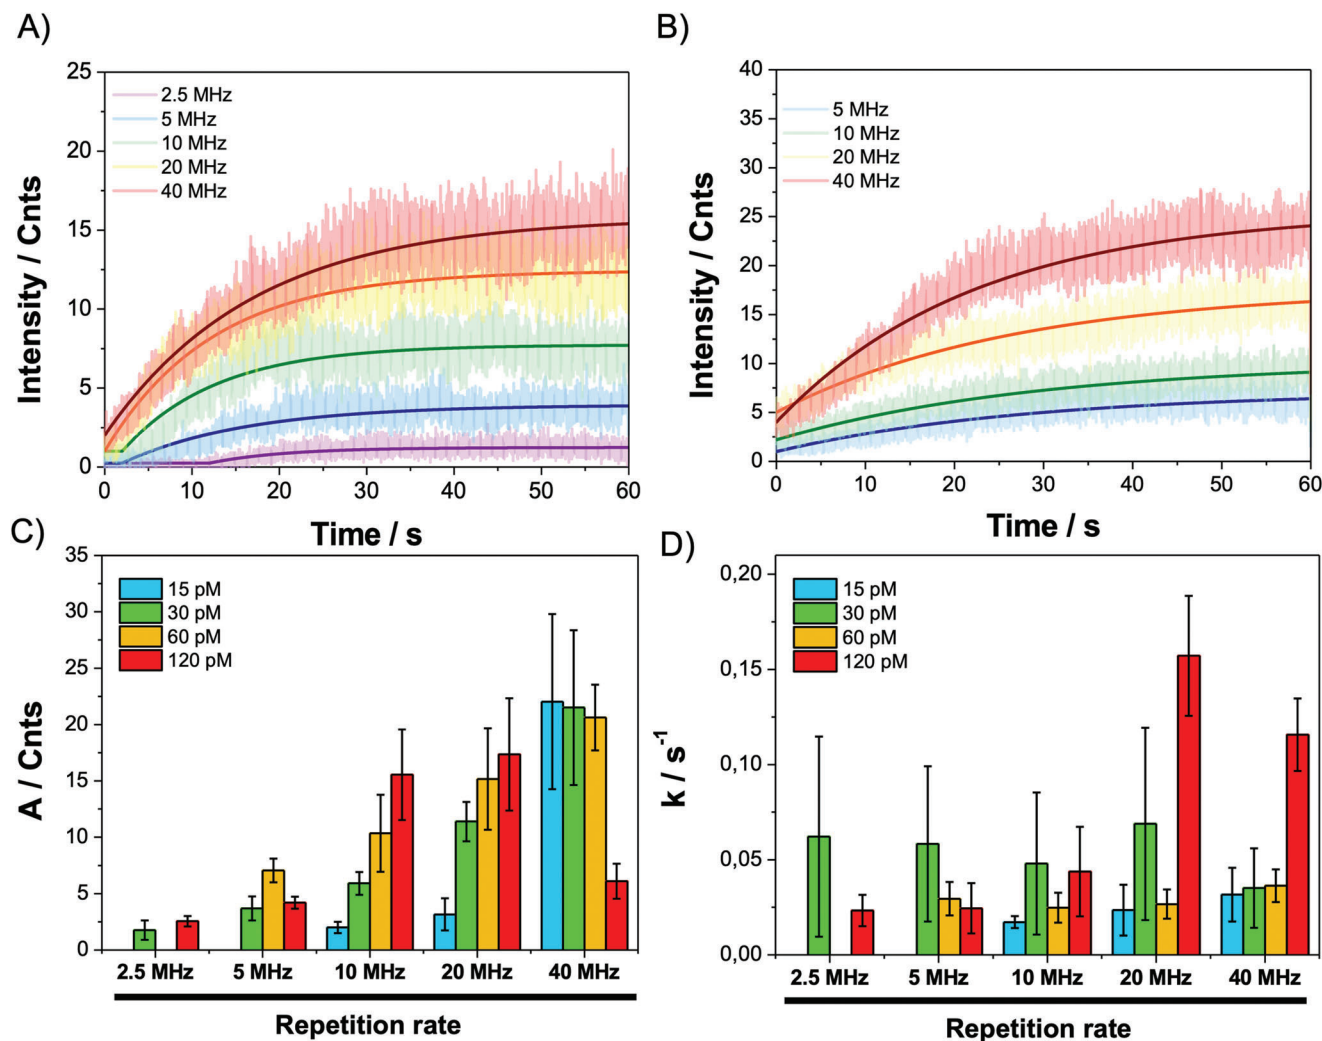 A)
25
20
15
10
5
0
Intensity / Cnts
2.5 MHz
5 MHz
10 MHz
20 MHz
40 MHz
0 10 20 30 40 50 60
Time / s
B)
40
35
30
25
20
15
10
5
0
Intensity / Cnts
5 MHz
10 MHz
20 MHz
40 MHz
0 10 20 30 40 50 60
Time / s
C)
35
30
25
20
15
10
5
0
A / Cnts
15 pM
30 pM
60 pM
120 pM
2.5 MHz 5 MHz 10 MHz 20 MHz 40 MHz
Repetition rate
D)
0,20
0,15
0,10
0,05
0,00
k / s-1
15 pM
30 pM
60 pM
120 pM
2.5 MHz 5 MHz 10 MHz 20 MHz 40 MHz
Repetition rate